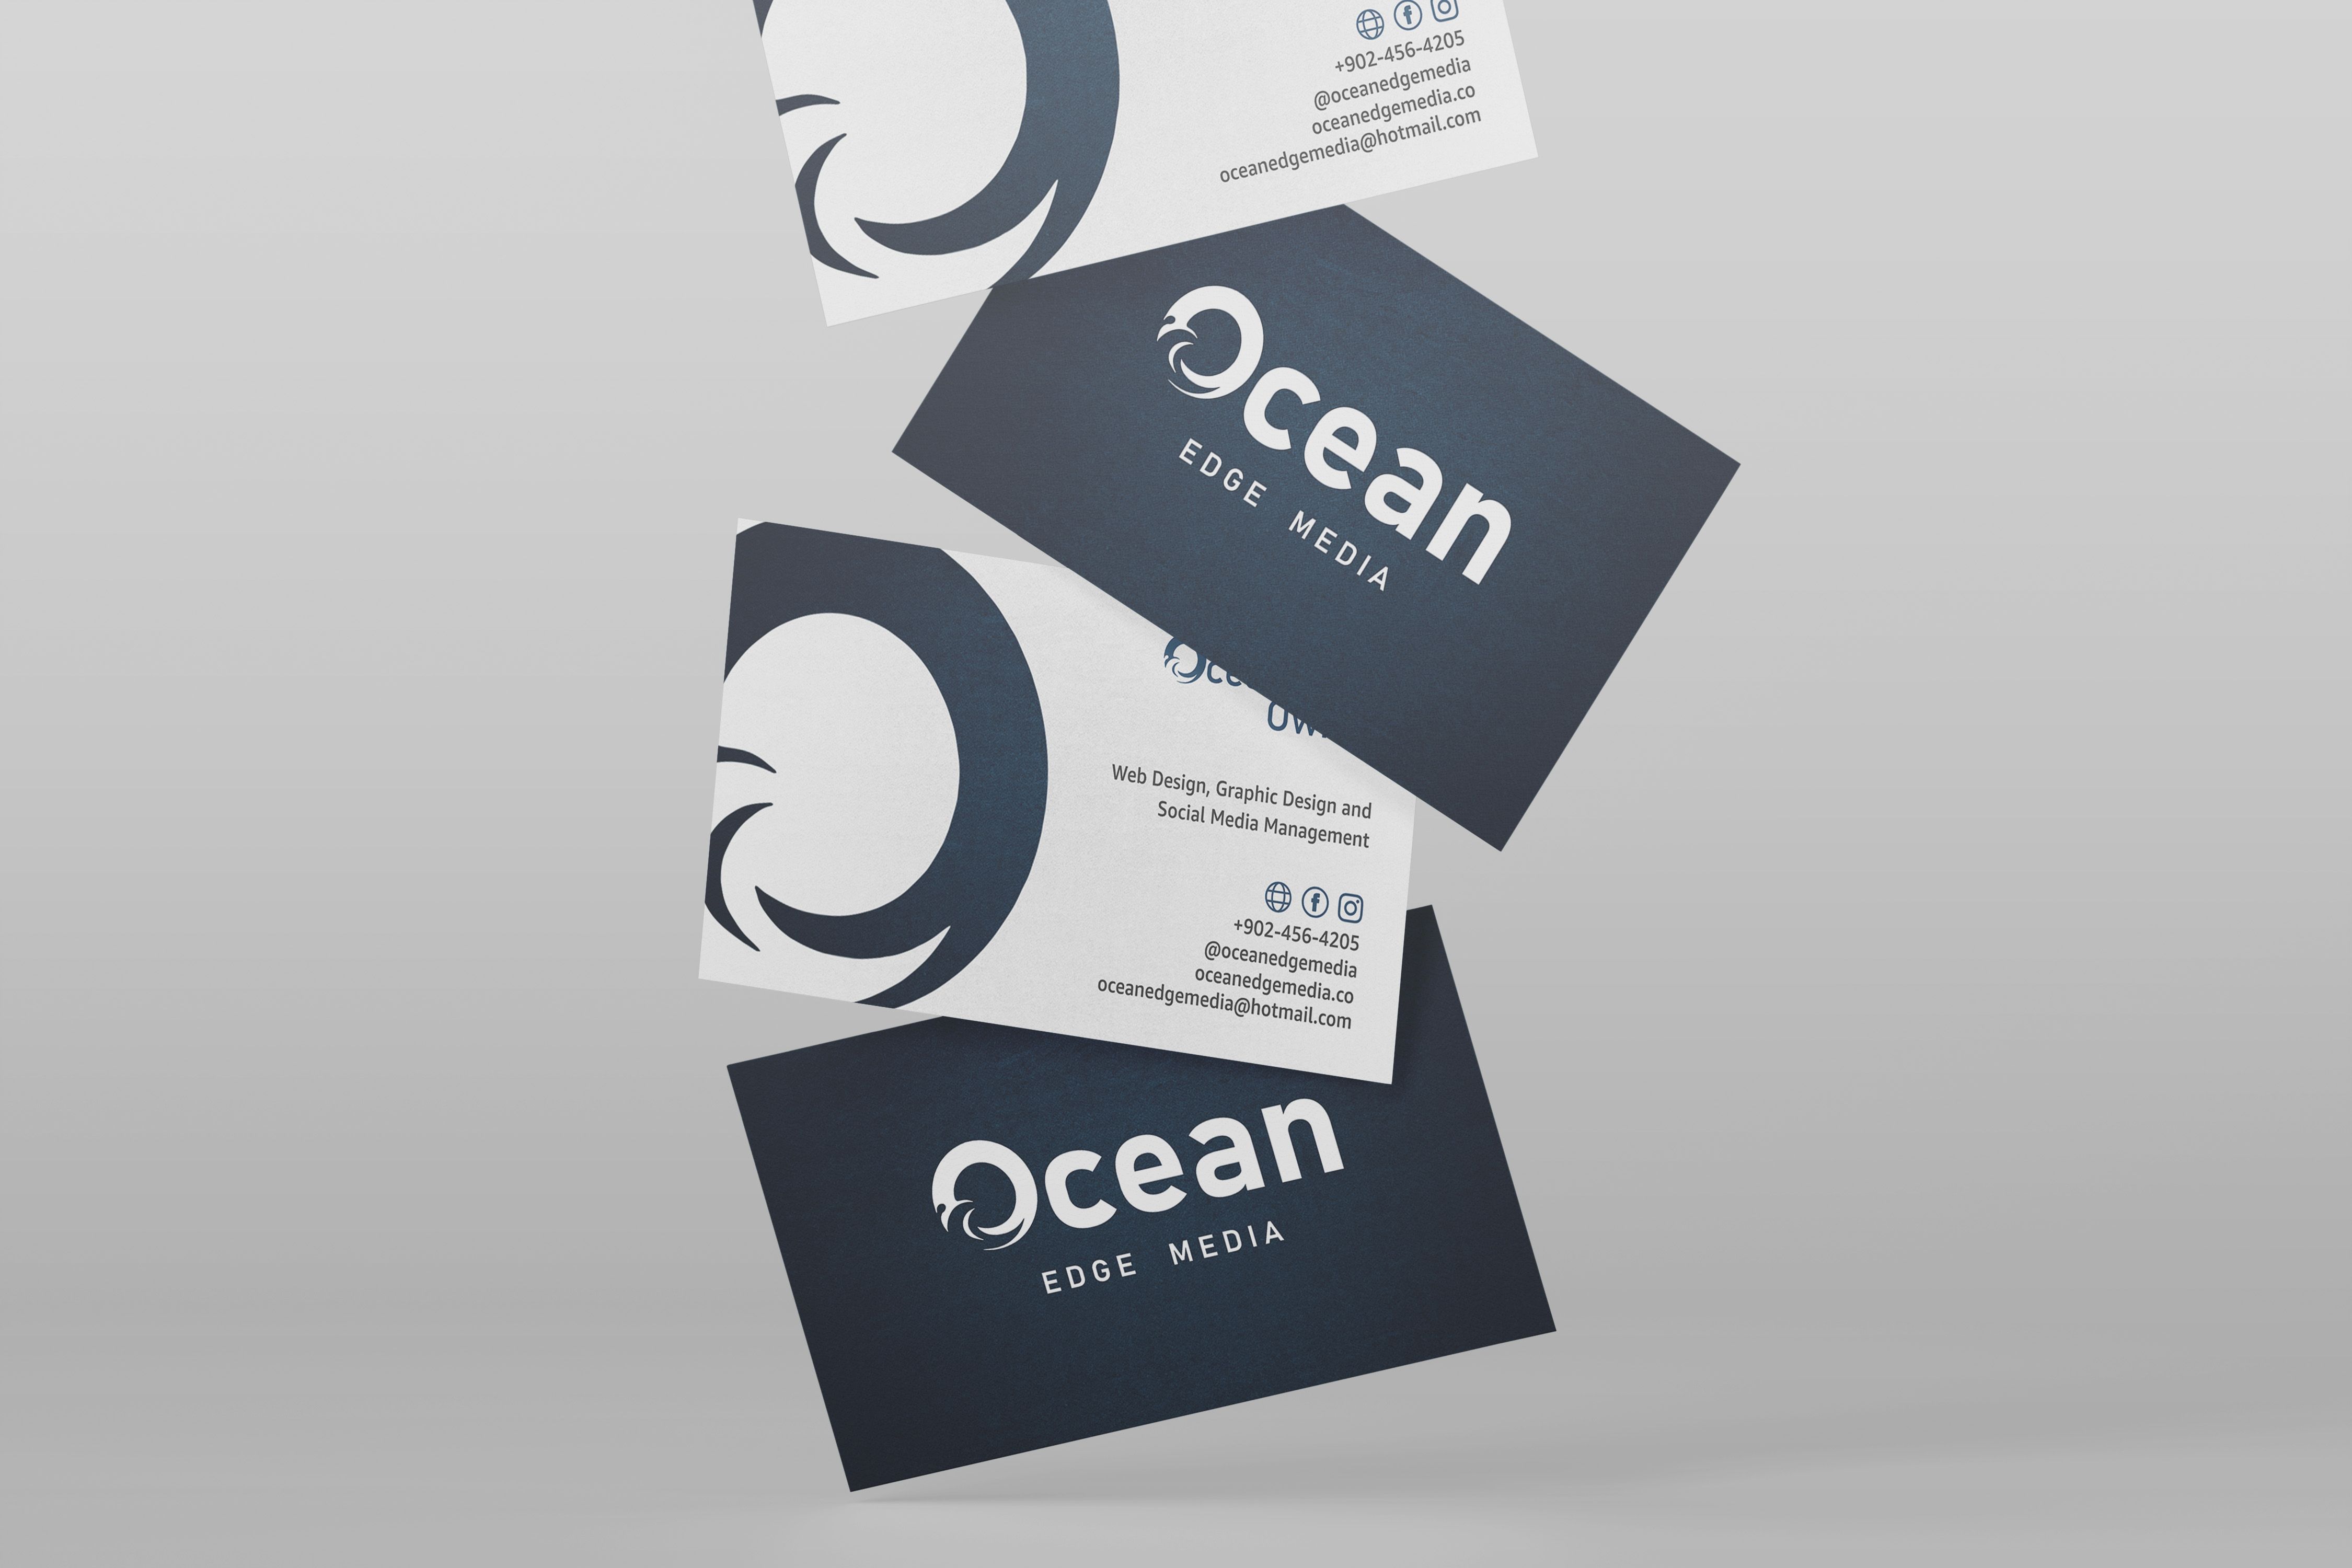 +902-456-4205
@oceanedgemedia
oceanedgemedia.co
oceanedgemedia@hotmail.com
Ocean
EDGE MEDIA
Web Design, Graphic Design and
Social Media Management
+902-456-4205
@oceanedgemedia
oceanedgemedia.co
oceanedgemedia@hotmail.com
Ocean
EDGE MEDIA